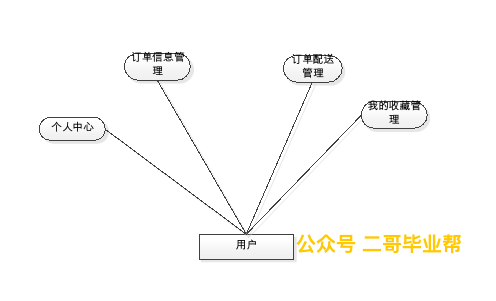 订单信息管
理
订单配送
管理
我的收藏管
理
个人中心
用户
公众号 二哥毕业帮